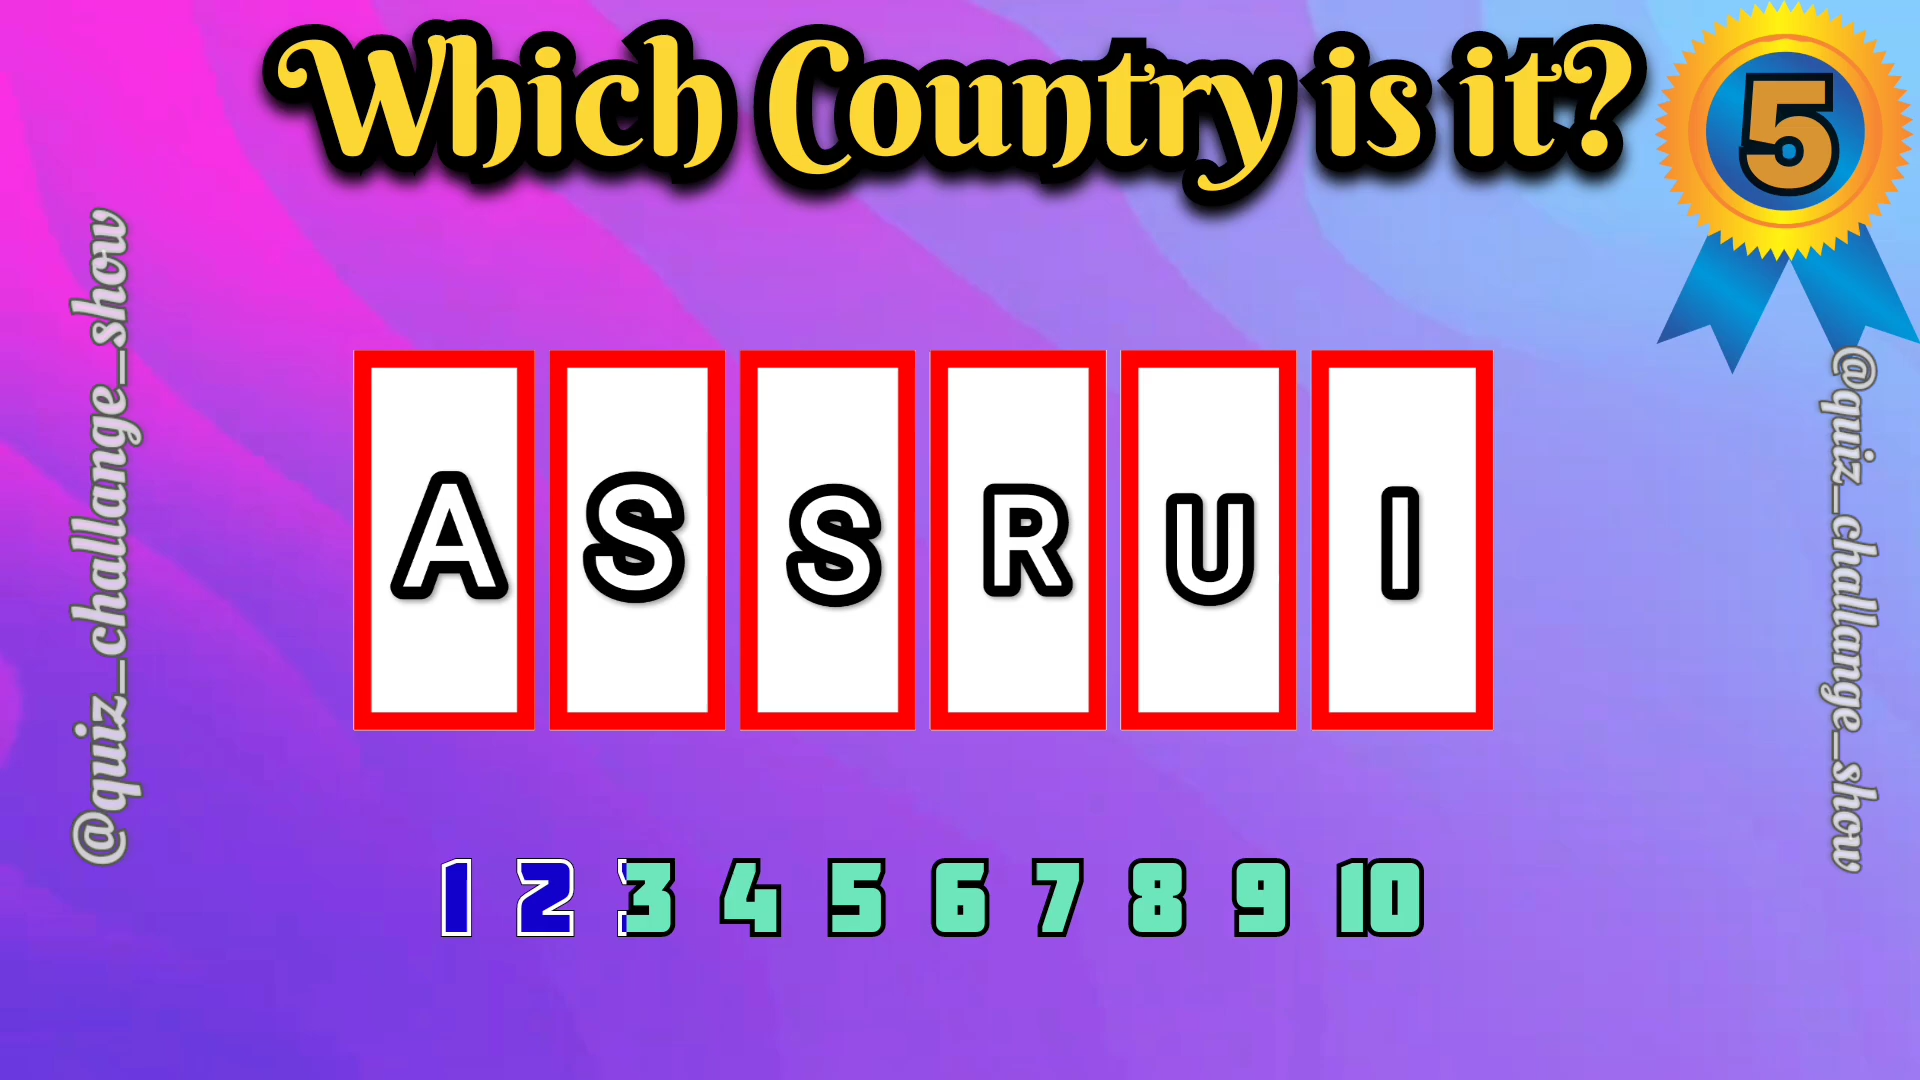 Which Country is it?
5
@quiz_challange_show
@quiz_challange_show
A S S R U I
1 2 3 4 5 6 7 8 9 10